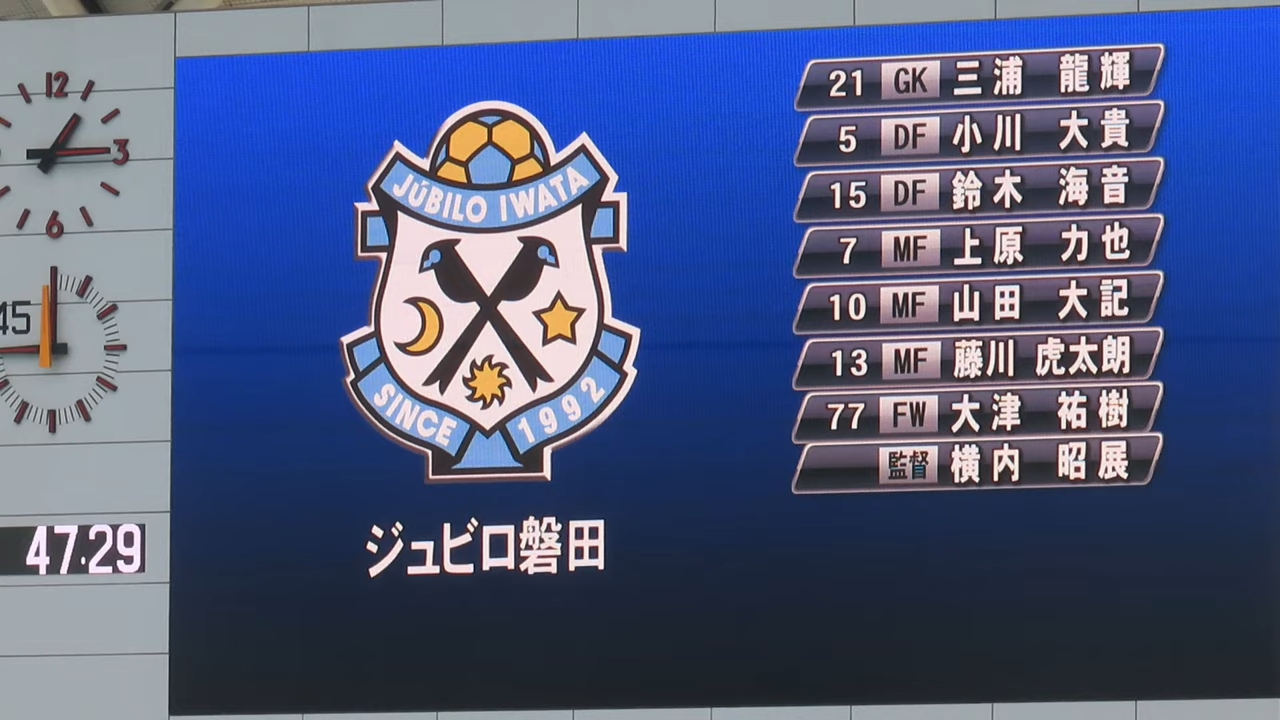 12
3
6
45
47.29
JÚBILO IWATA
SINCE 1992
ジュビロ磐田
21 GK 三浦 龍輝
5 DF 小川 大貴
15 DF 鈴木 海音
7 MF 上原 力也
10 MF 山田 大記
13 MF 藤川 虎太朗
77 FW 大津 祐樹
監督 横内 昭展